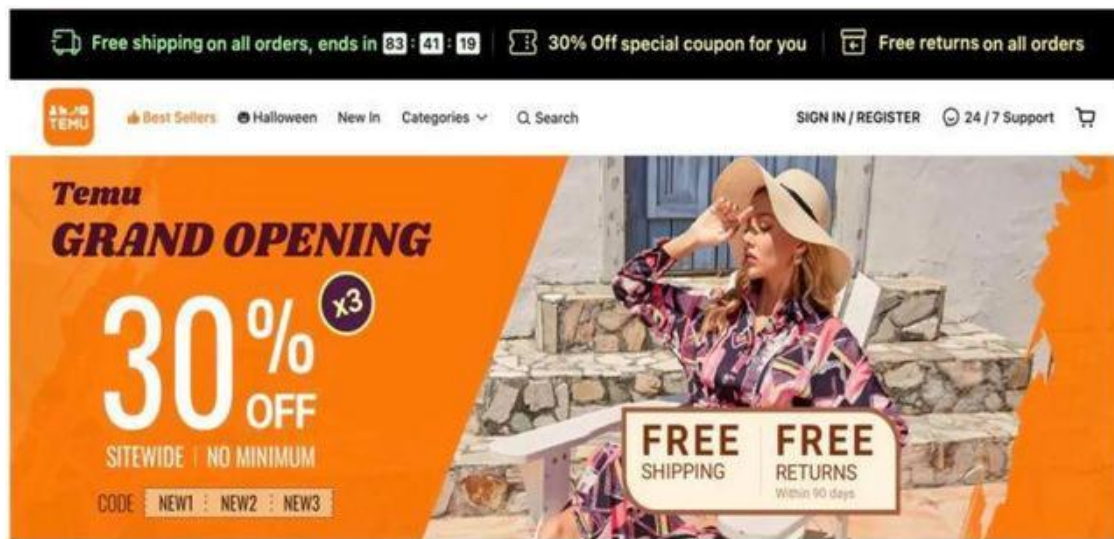 Free shipping on all orders, ends in 83 : 41 : 19
30% Off special coupon for you
Free returns on all orders
TEMU
Best Sellers
Halloween
New In
Categories
Search
SIGN IN / REGISTER
24 / 7 Support
Temu
GRAND OPENING
30% OFF
x3
SITEWIDE | NO MINIMUM
CODE NEW1 NEW2 NEW3
FREE SHIPPING
FREE RETURNS
Within 90 days